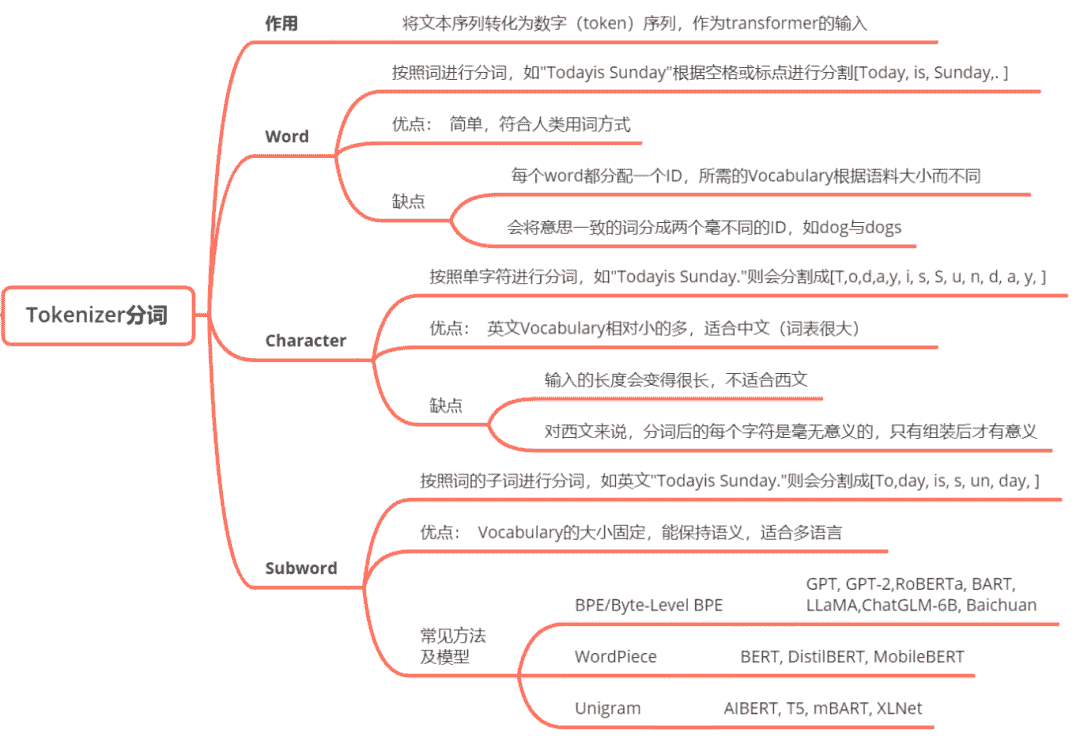 作用
将文本序列转化为数字（token）序列，作为transformer的输入
按照词进行分词，如"Todayis Sunday"根据空格或标点进行分割[Today, is, Sunday,. ]
Word
优点： 简单，符合人类用词方式
每个word都分配一个ID，所需的Vocabulary根据语料大小而不同
缺点
会将意思一致的词分成两个毫不同的ID，如dog与dogs
Tokenizer分词
按照单字符进行分词，如"Todayis Sunday."则会分割成[T,o,d,a,y, i, s, S, u, n, d, a, y, ]
Character
优点： 英文Vocabulary相对小的多，适合中文（词表很大）
输入的长度会变得很长，不适合西文
缺点
对西文来说，分词后的每个字符是毫无意义的，只有组装后才有意义
按照词的子词进行分词，如英文"Todayis Sunday."则会分割成[To,day, is, s, un, day, ]
Subword
优点： Vocabulary的大小固定，能保持语义，适合多语言
常见方法
及模型
BPE/Byte-Level BPE
GPT, GPT-2,RoBERTa, BART,
LLaMA,ChatGLM-6B, Baichuan
WordPiece
BERT, DistilBERT, MobileBERT
Unigram
AlBERT, T5, mBART, XLNet